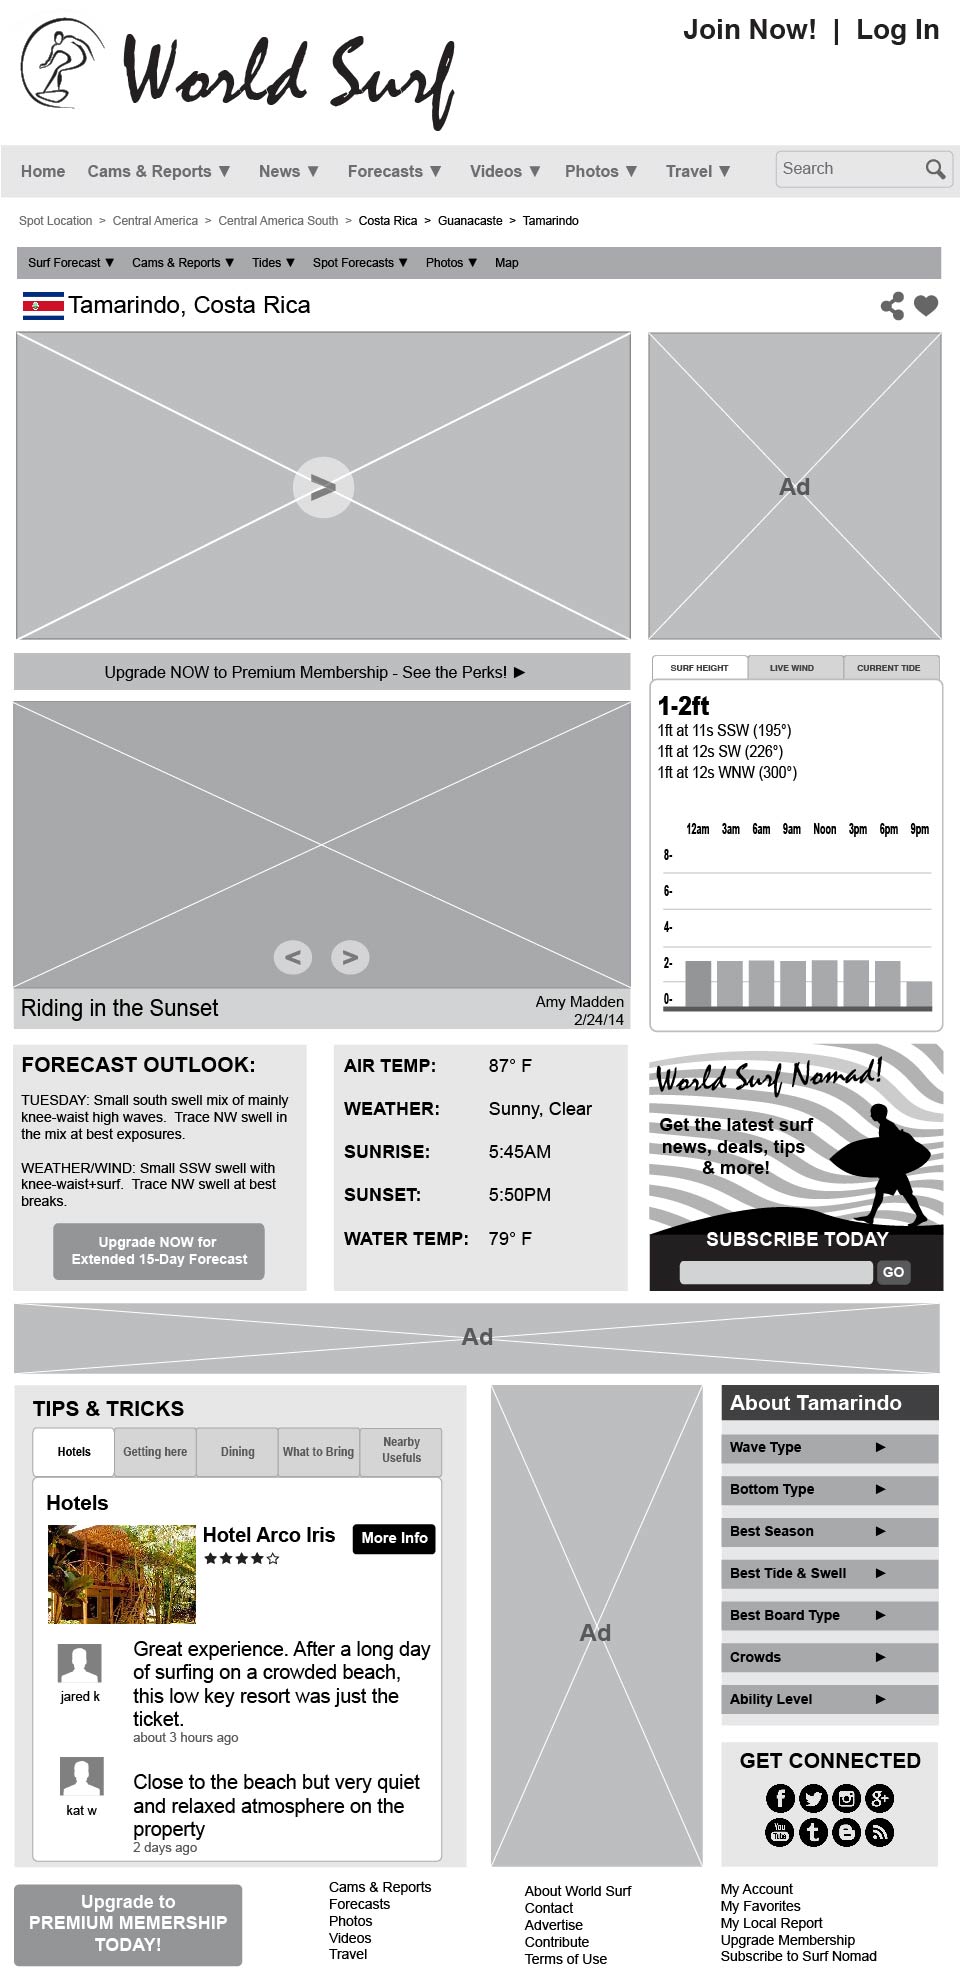 World Surf
Join Now! | Log In
Home Cams & Reports ▼ News ▼ Forecasts ▼ Videos ▼ Photos ▼ Travel ▼ Search
Spot Location > Central America > Central America South > Costa Rica > Guanacaste > Tamarindo
Surf Forecast ▼ Cams & Reports ▼ Tides ▼ Spot Forecasts ▼ Photos ▼ Map
Tamarindo, Costa Rica
>
Ad
Upgrade NOW to Premium Membership - See the Perks! ►
< >
Riding in the Sunset
Amy Madden
2/24/14
SURF HEIGHT LIVE WIND CURRENT TIDE
1-2ft
1ft at 11s SSW (195°)
1ft at 12s SW (226°)
1ft at 12s WNW (300°)
12am 3am 6am 9am Noon 3pm 6pm 9pm
8-
6-
4-
2-
0-
FORECAST OUTLOOK:
TUESDAY: Small south swell mix of mainly
knee-waist high waves. Trace NW swell in
the mix at best exposures.
WEATHER/WIND: Small SSW swell with
knee-waist+surf. Trace NW swell at best
breaks.
Upgrade NOW for
Extended 15-Day Forecast
AIR TEMP: 87° F
WEATHER: Sunny, Clear
SUNRISE: 5:45AM
SUNSET: 5:50PM
WATER TEMP: 79° F
World Surf Nomad!
Get the latest surf
news, deals, tips
& more!
SUBSCRIBE TODAY
GO
Ad
TIPS & TRICKS
Hotels Getting here Dining What to Bring Nearby
Usefuls
Hotels
Hotel Arco Iris More Info
★★★★☆
Great experience. After a long day
of surfing on a crowded beach,
this low key resort was just the
ticket.
about 3 hours ago
jared k
Close to the beach but very quiet
and relaxed atmosphere on the
property
2 days ago
kat w
Ad
About Tamarindo
Wave Type ►
Bottom Type ►
Best Season ►
Best Tide & Swell ►
Best Board Type ►
Crowds ►
Ability Level ►
GET CONNECTED
f g+
You
Tube t B
Upgrade to
PREMIUM MEMERSHIP
TODAY!
Cams & Reports
Forecasts
Photos
Videos
Travel
About World Surf
Contact
Advertise
Contribute
Terms of Use
My Account
My Favorites
My Local Report
Upgrade Membership
Subscribe to Surf Nomad